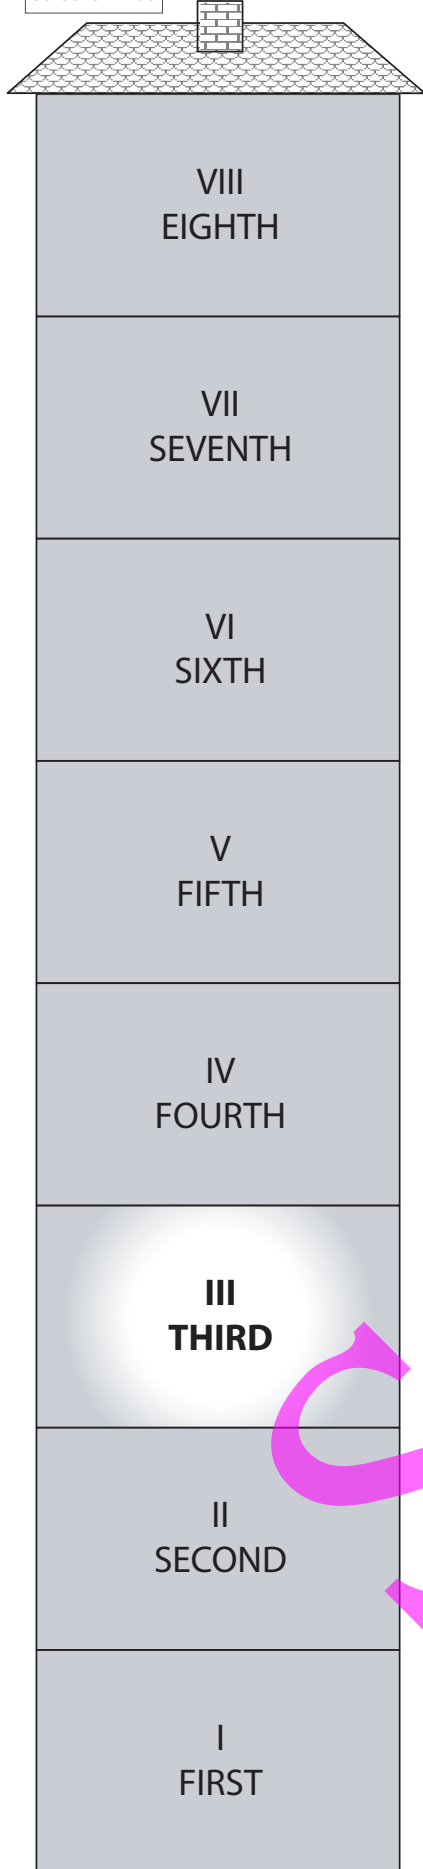 VIII
EIGHTH
VII
SEVENTH
VI
SIXTH
V
FIFTH
IV
FOURTH
III
THIRD
II
SECOND
I
FIRST